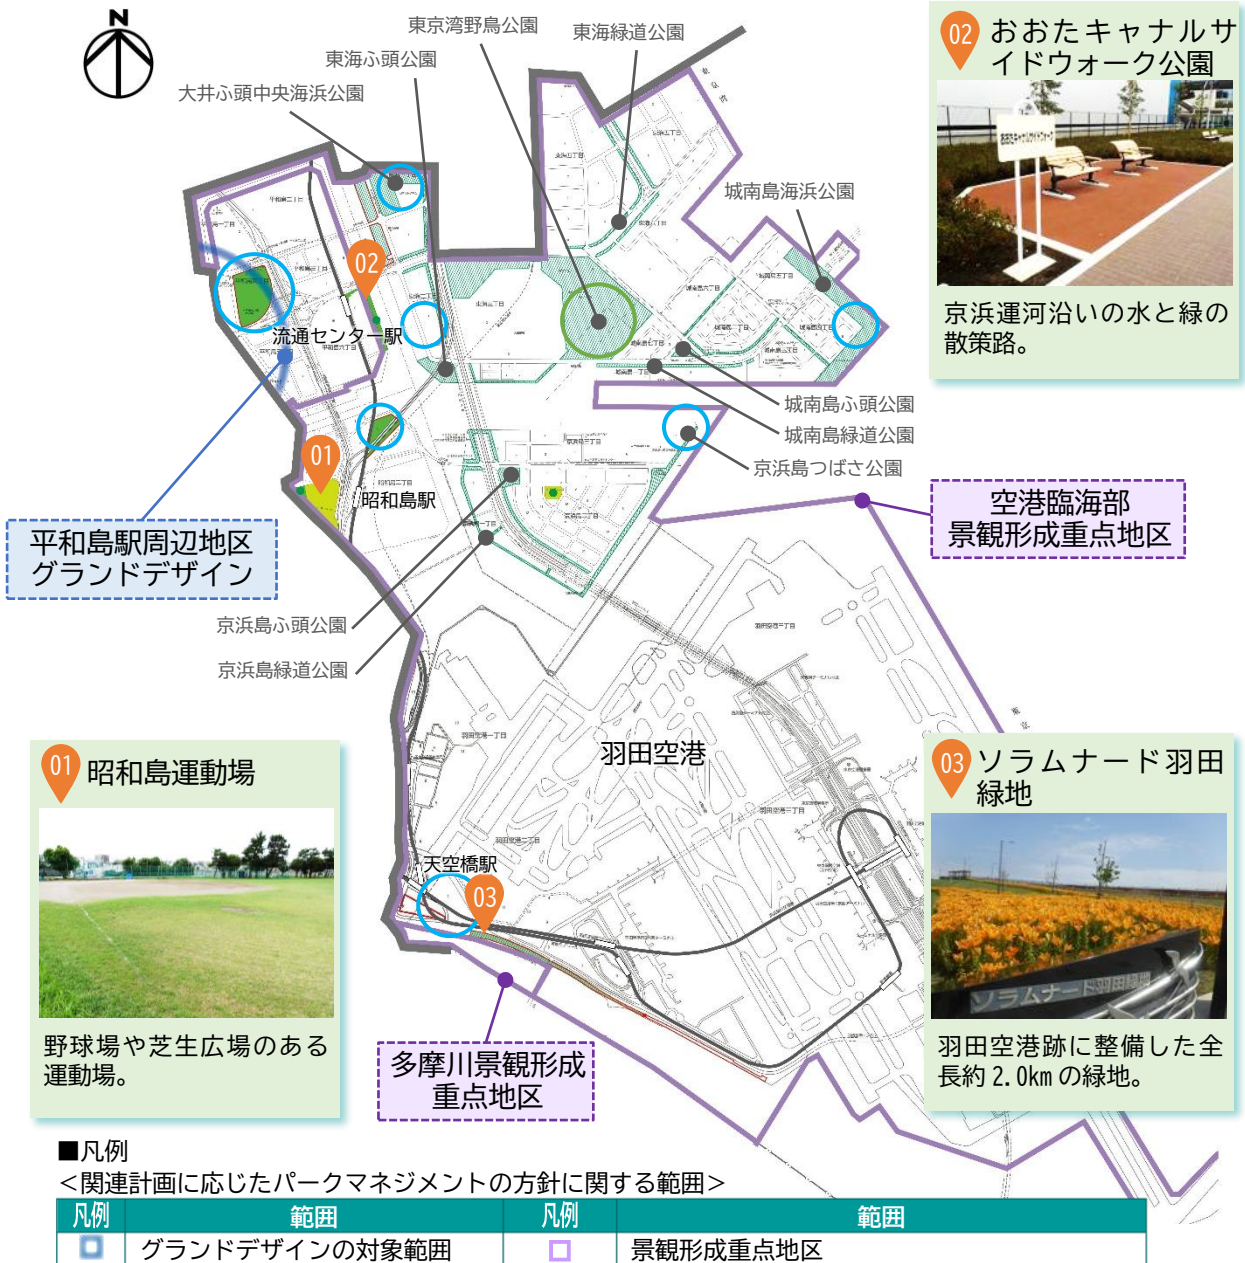 N
東京湾野鳥公園
東海緑道公園
東海ふ頭公園
大井ふ頭中央海浜公園
城南島海浜公園
02 おおたキャナルサ
イドウォーク公園
京浜運河沿いの水と緑の
散策路。
02
流通センター駅
城南島ふ頭公園
城南島緑道公園
京浜島つばさ公園
01
昭和島駅
平和島駅周辺地区
グランドデザイン
空港臨海部
景観形成重点地区
京浜島ふ頭公園
京浜島緑道公園
羽田空港
01 昭和島運動場
野球場や芝生広場のある
運動場。
天空橋駅
03
03 ソラムナード羽田
緑地
ソラムナード羽田緑地
羽田空港跡に整備した全
長約2.0kmの緑地。
多摩川景観形成
重点地区
■凡例
＜関連計画に応じたパークマネジメントの方針に関する範囲＞
凡例 範囲 凡例 範囲
グランドデザインの対象範囲 景観形成重点地区